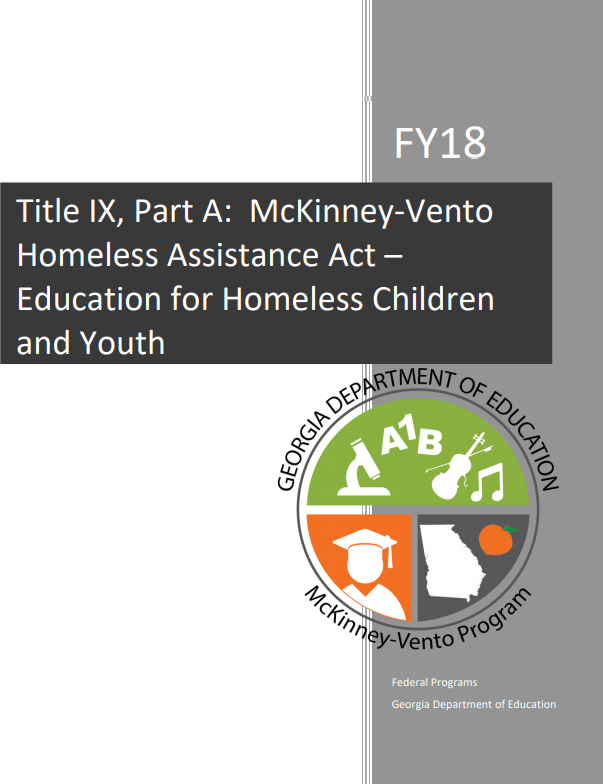 FY18
Title IX, Part A:  McKinney-Vento
Homeless Assistance Act –
Education for Homeless Children
and Youth
GEORGIA DEPARTMENT OF EDUCATION
A1B
McKinney-Vento Program
Federal Programs
Georgia Department of Education